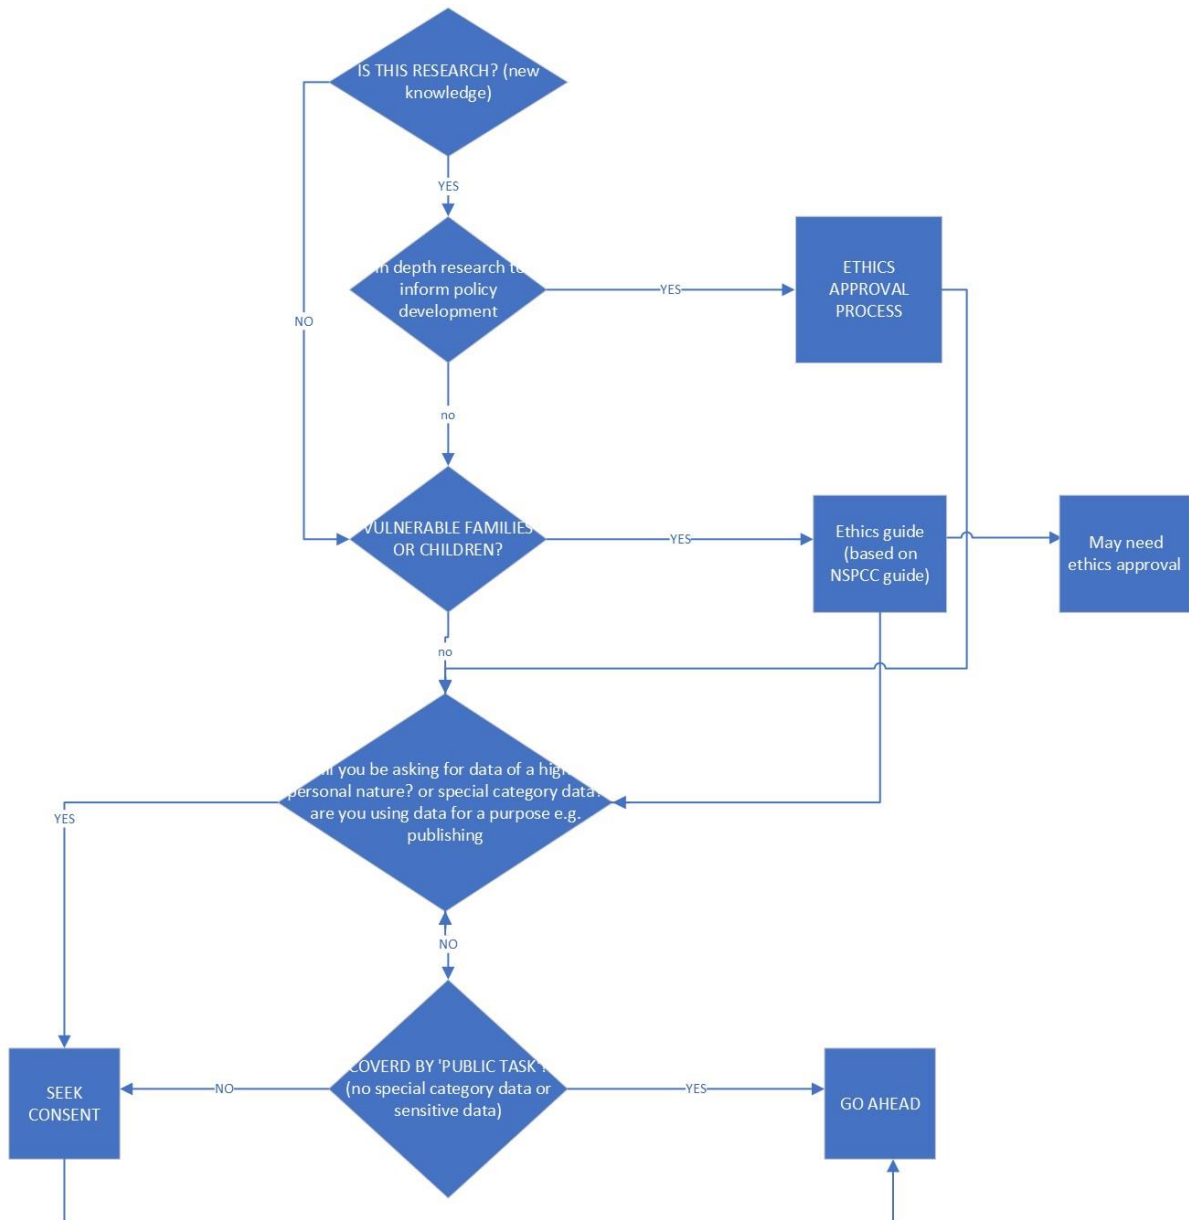 IS THIS RESEARCH? (new
knowledge)
YES
in depth research to
inform policy
development
YES
ETHICS
APPROVAL
PROCESS
NO
no
VULNERABLE FAMILIES
OR CHILDREN?
YES
Ethics guide
(based on
NSPCC guide)
May need
ethics approval
no
you be asking for data of a high
personal nature? or special category data?
are you using data for a purpose e.g.
publishing
YES
NO
COVERD BY 'PUBLIC TASK'?
(no special category data or
sensitive data)
NO
SEEK
CONSENT
YES
GO AHEAD